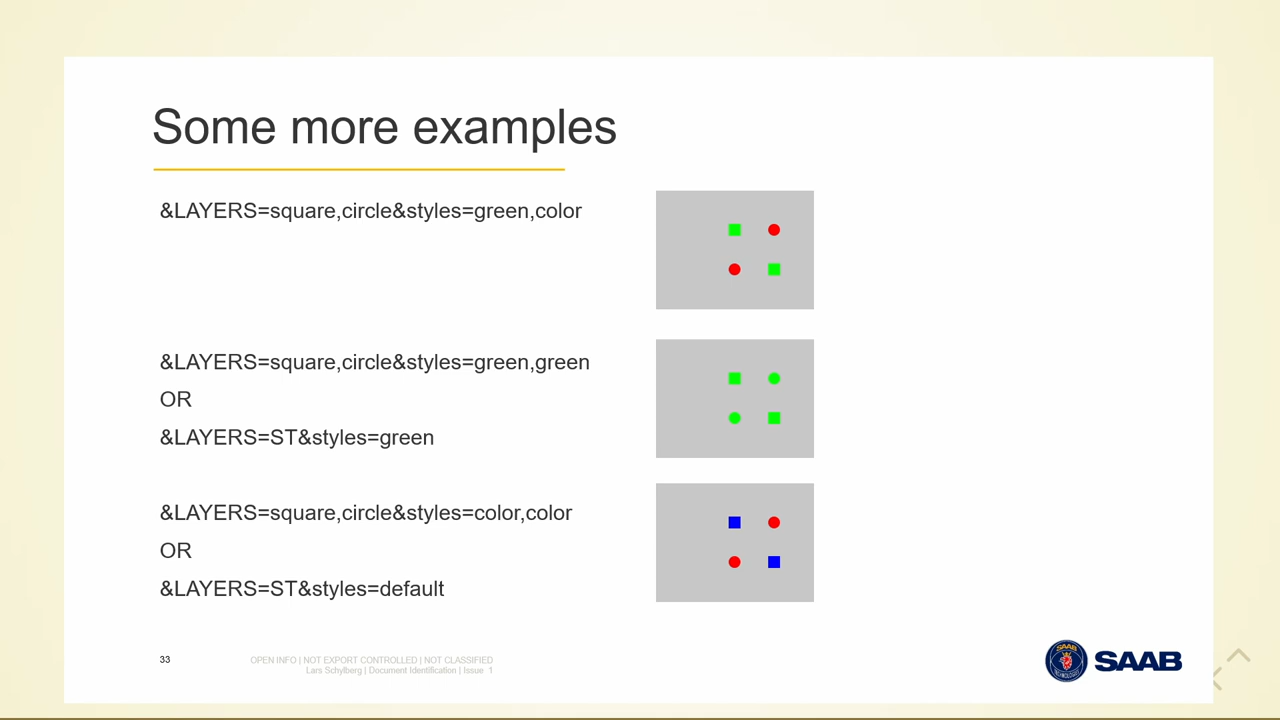 Some more examples
&LAYERS=square,circle&styles=green,color
&LAYERS=square,circle&styles=green,green
OR
&LAYERS=ST&styles=green
&LAYERS=square,circle&styles=color,color
OR
&LAYERS=ST&styles=default
33
OPEN INFO | NOT EXPORT CONTROLLED | NOT CLASSIFIED
Lars Schylberg | Document Identification | Issue 1
SAAB
SAAB
TECHNOLOGIES